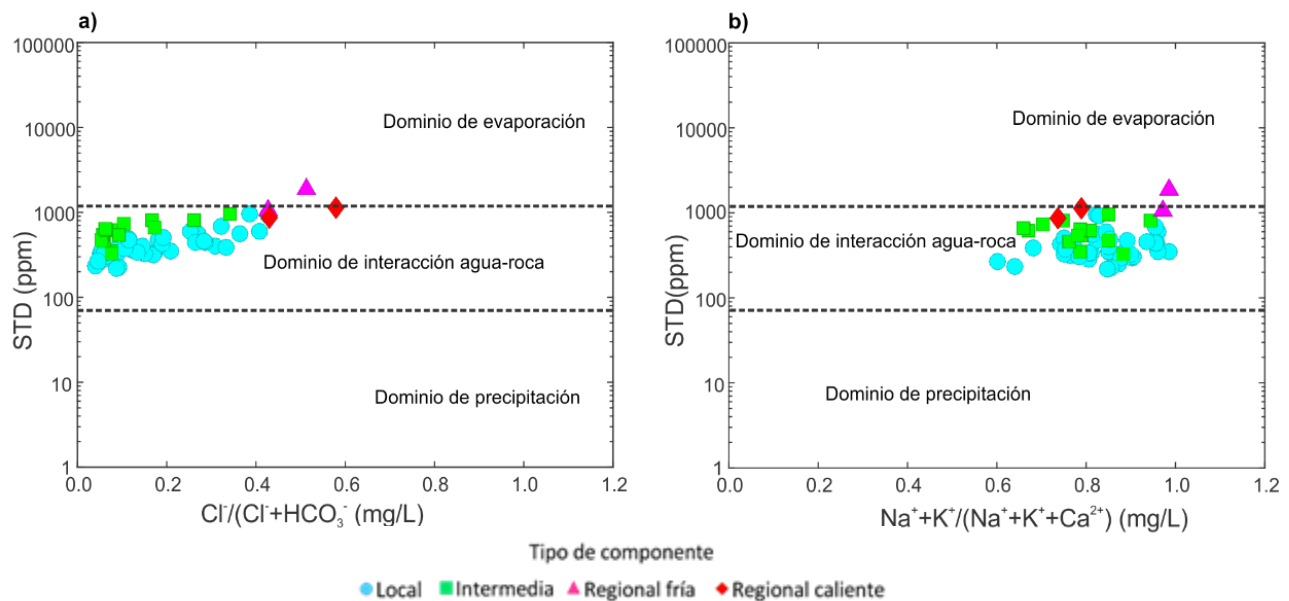 a)
100000
10000
1000
100
10
1
STD (ppm)
Dominio de evaporación
Dominio de interacción agua-roca
Dominio de precipitación
0.0 0.2 0.4 0.6 0.8 1.0 1.2
Cl⁻/(Cl⁻+HCO₃⁻ (mg/L)
b)
100000
10000
1000
100
10
1
STD(ppm)
Dominio de evaporación
Dominio de interacción agua-roca
Dominio de precipitación
0.0 0.2 0.4 0.6 0.8 1.0 1.2
Na⁺+K⁺/(Na⁺+K⁺+Ca²⁺) (mg/L)
Tipo de componente
Local Intermedia Regional fría Regional caliente